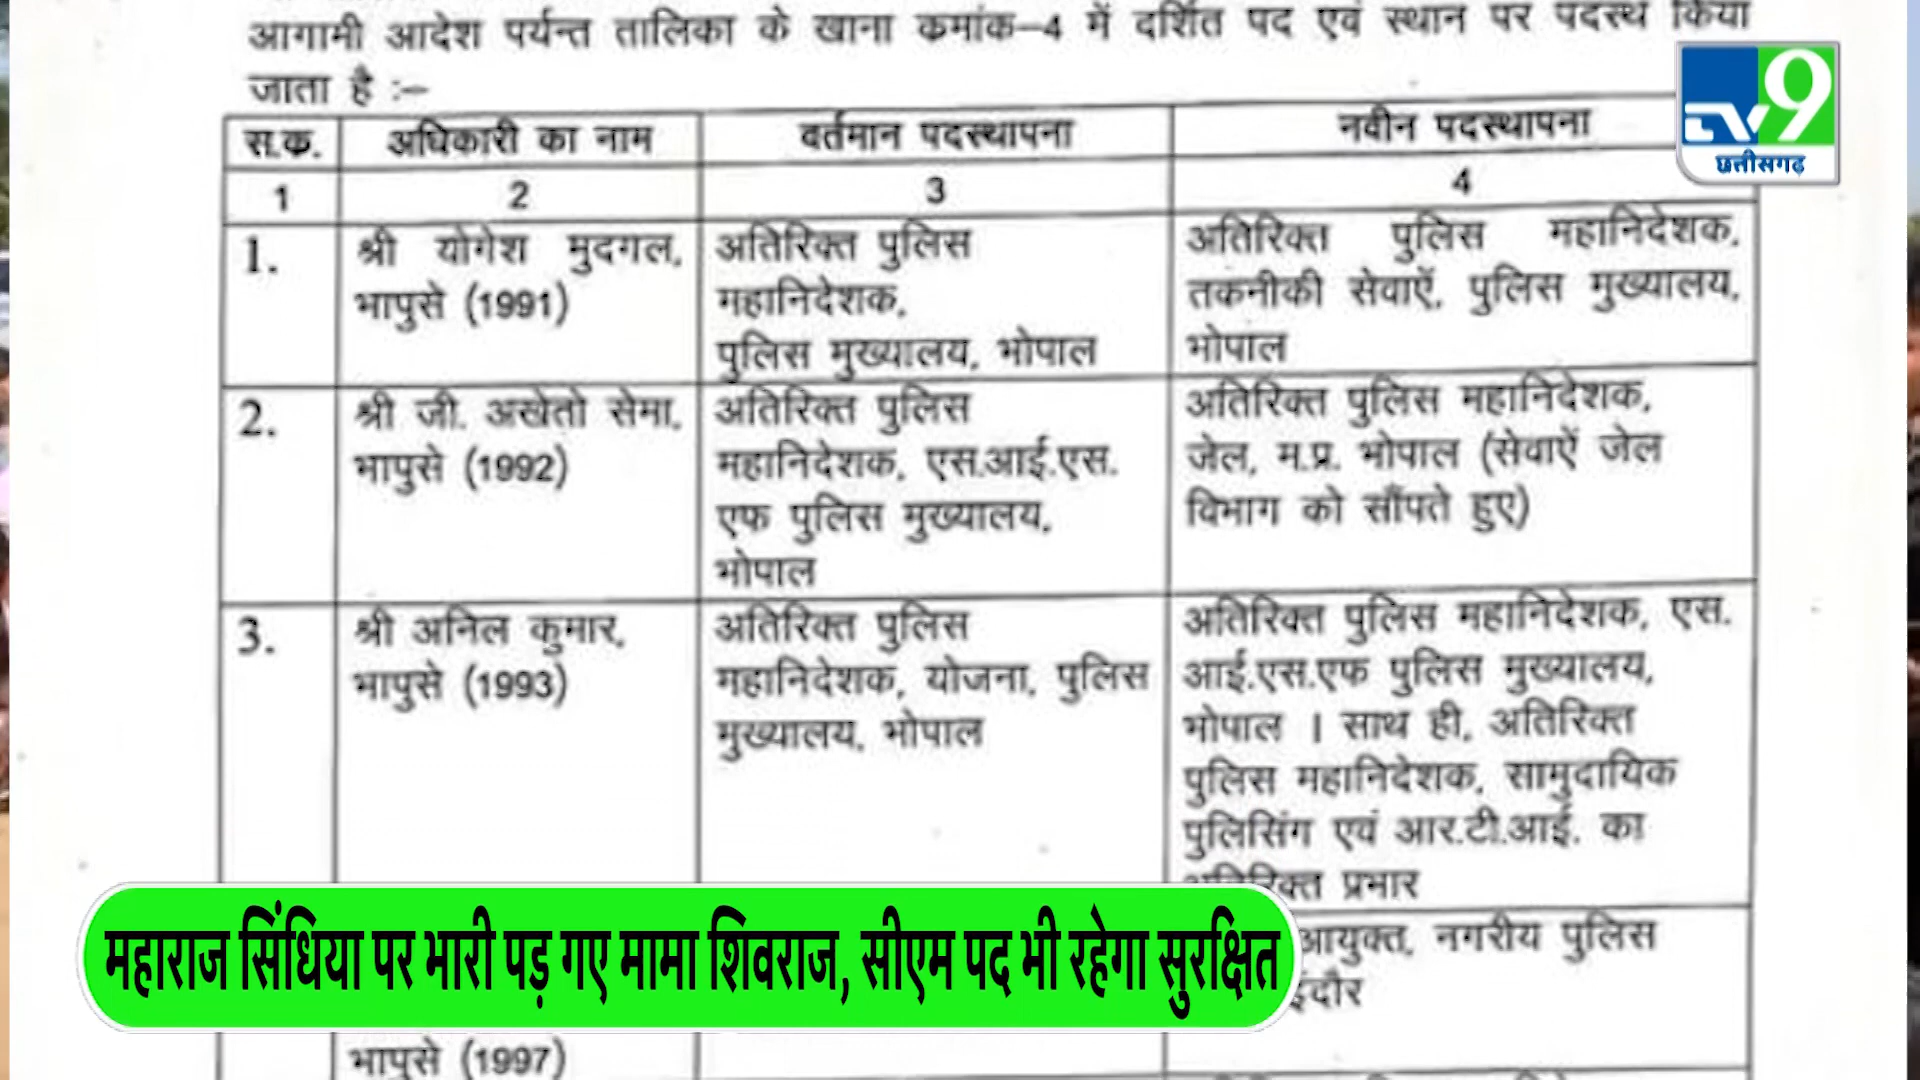 आगामी आदेश पर्यन्त तालिका के खाना कमांक–4 में दर्शित पद एवं स्थान पर पदस्थ किया
जाता है :–
TV9
छत्तीसगढ़
स.क. अधिकारी का नाम वर्तमान पदस्थापना नवीन पदस्थापना
1 2 3 4
1. श्री योगेश मुदगल, अतिरिक्त पुलिस अतिरिक्त पुलिस महानिदेशक,
भापुसे (1991) महानिदेशक, तकनीकी सेवाऐं, पुलिस मुख्यालय,
पुलिस मुख्यालय, भोपाल भोपाल
2. श्री जी. अखेतो सेमा, अतिरिक्त पुलिस अतिरिक्त पुलिस महानिदेशक,
भापुसे (1992) महानिदेशक, एस.आई.एस. जेल, म.प्र. भोपाल (सेवाऐं जेल
एफ पुलिस मुख्यालय, विभाग को सौंपते हुए)
भोपाल
3. श्री अनिल कुमार, अतिरिक्त पुलिस अतिरिक्त पुलिस महानिदेशक, एस.
भापुसे (1993) महानिदेशक, योजना, पुलिस आई.एस.एफ पुलिस मुख्यालय,
मुख्यालय, भोपाल भोपाल । साथ ही, अतिरिक्त
पुलिस महानिदेशक, सामुदायिक
पुलिसिंग एवं आर.टी.आई. का
प्रभार
आयुक्त, नगरीय पुलिस
महाराज सिंधिया पर भारी पड़ गए मामा शिवराज, सीएम पद भी रहेगा सुरक्षित
भापुसे (1997)